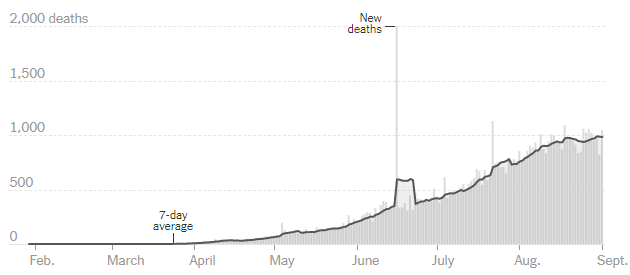 2,000 deaths
New
deaths
1,500
1,000
500
7-day
average
0
Feb. March April May June July Aug. Sept.